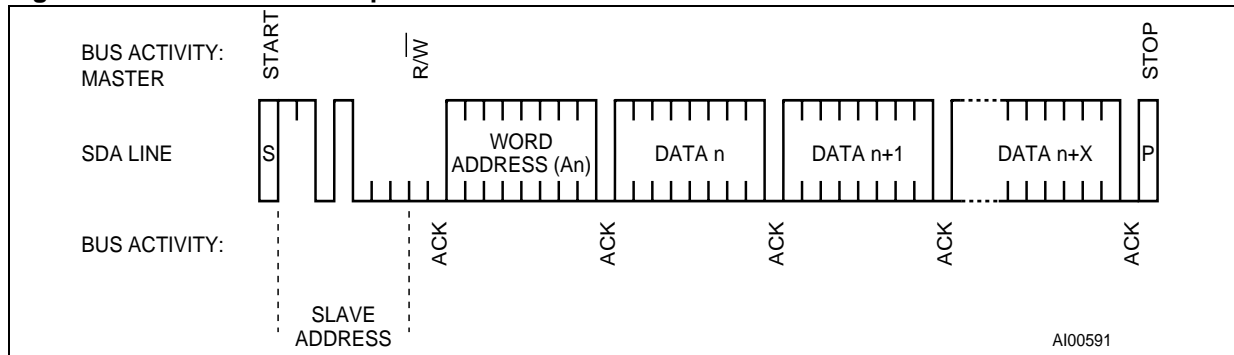 BUS ACTIVITY:
MASTER
START
R/W
STOP
SDA LINE
S
WORD
ADDRESS (An)
DATA n
DATA n+1
DATA n+X
P
BUS ACTIVITY:
ACK
ACK
ACK
ACK
ACK
SLAVE
ADDRESS
AI00591